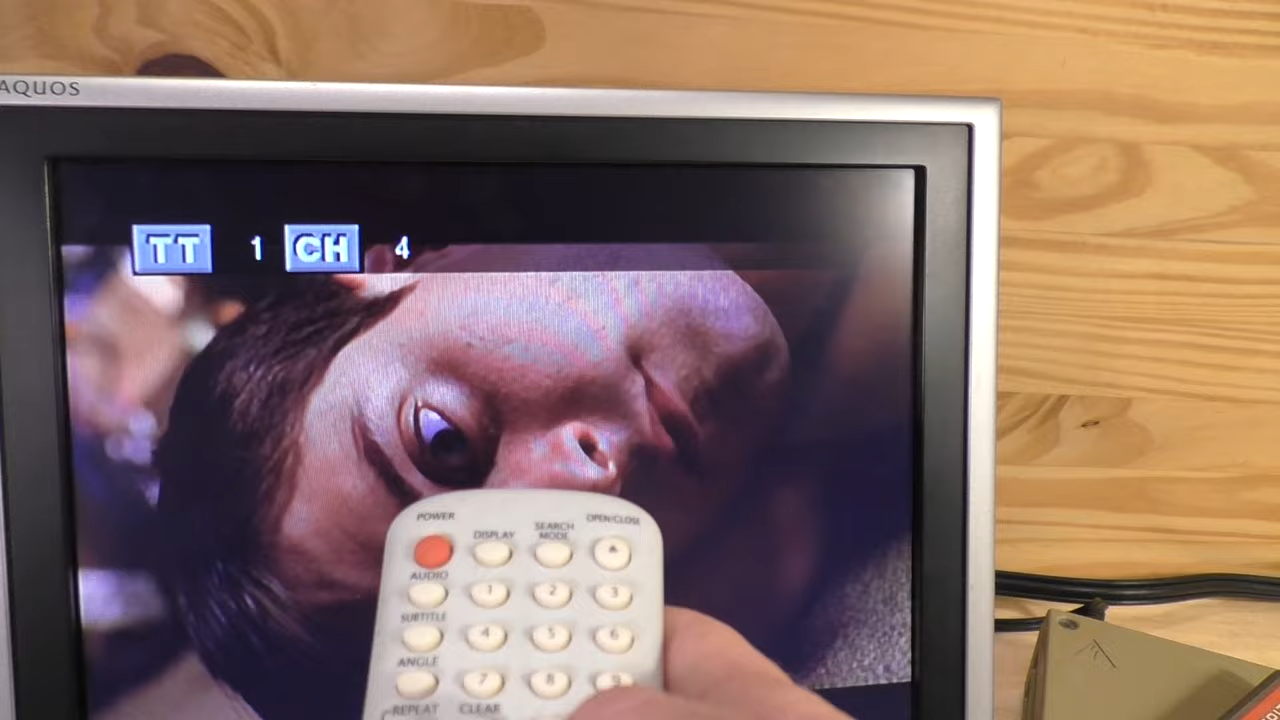 AQUOS
TT 1 CH 4
POWER
DISPLAY
SEARCH
MODE
OPEN/CLOSE
AUDIO
1 2 3
SUBTITLE
4 5 6
ANGLE
7 8 9
REPEAT CLEAR